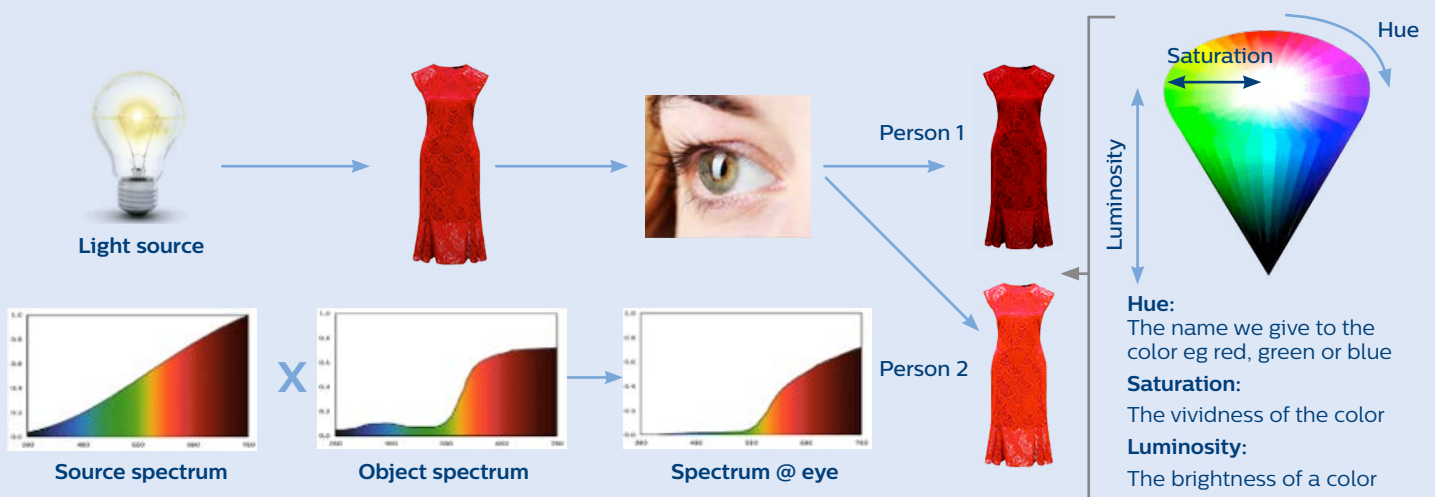 Hue
Saturation
Person 1
Luminosity
Light source
Hue:
The name we give to the
color eg red, green or blue
X
Person 2
Saturation:
The vividness of the color
Luminosity:
The brightness of a color
Source spectrum
Object spectrum
Spectrum @ eye